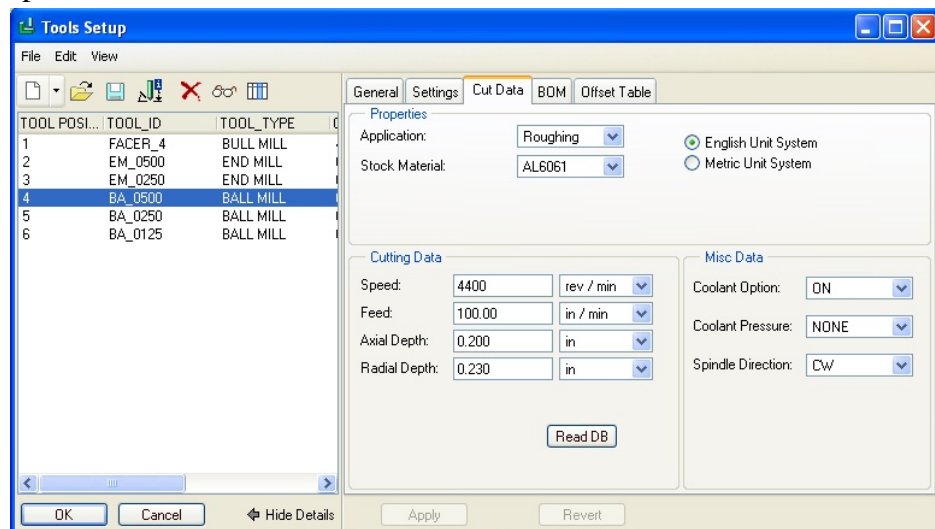 Tools Setup
File Edit View
General Settings Cut Data BOM Offset Table
TOOL POSI... TOOL_ID TOOL_TYPE
1 FACER_4 BULL MILL
2 EM_0500 END MILL
3 EM_0250 END MILL
4 BA_0500 BALL MILL
5 BA_0250 BALL MILL
6 BA_0125 BALL MILL
Properties
Application: Roughing
Stock Material: AL6061
English Unit System
Metric Unit System
Cutting Data
Speed: 4400 rev / min
Feed: 100.00 in / min
Axial Depth: 0.200 in
Radial Depth: 0.230 in
Read DB
Misc Data
Coolant Option: ON
Coolant Pressure: NONE
Spindle Direction: CW
OK Cancel Hide Details Apply Revert